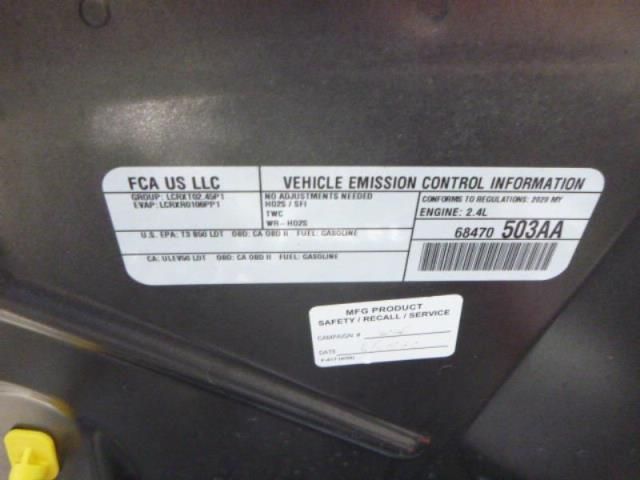 FCA US LLC
VEHICLE EMISSION CONTROL INFORMATION
GROUP: LCRXT02.45P1
EVAP: LCRXR0106PP1
NO ADJUSTMENTS NEEDED
HO2S / SFI
TWC
WR-HO2S
CONFORMS TO REGULATIONS: 2020 MY
ENGINE: 2.4L
U.S. EPA: T3 B50 LDT OBD: CA OBD II FUEL: GASOLINE
68470 503AA
CA: ULEV50 LDT OBD: CA OBD II FUEL: GASOLINE
MFG PRODUCT
SAFETY / RECALL / SERVICE
CAMPAIGN #
DATE